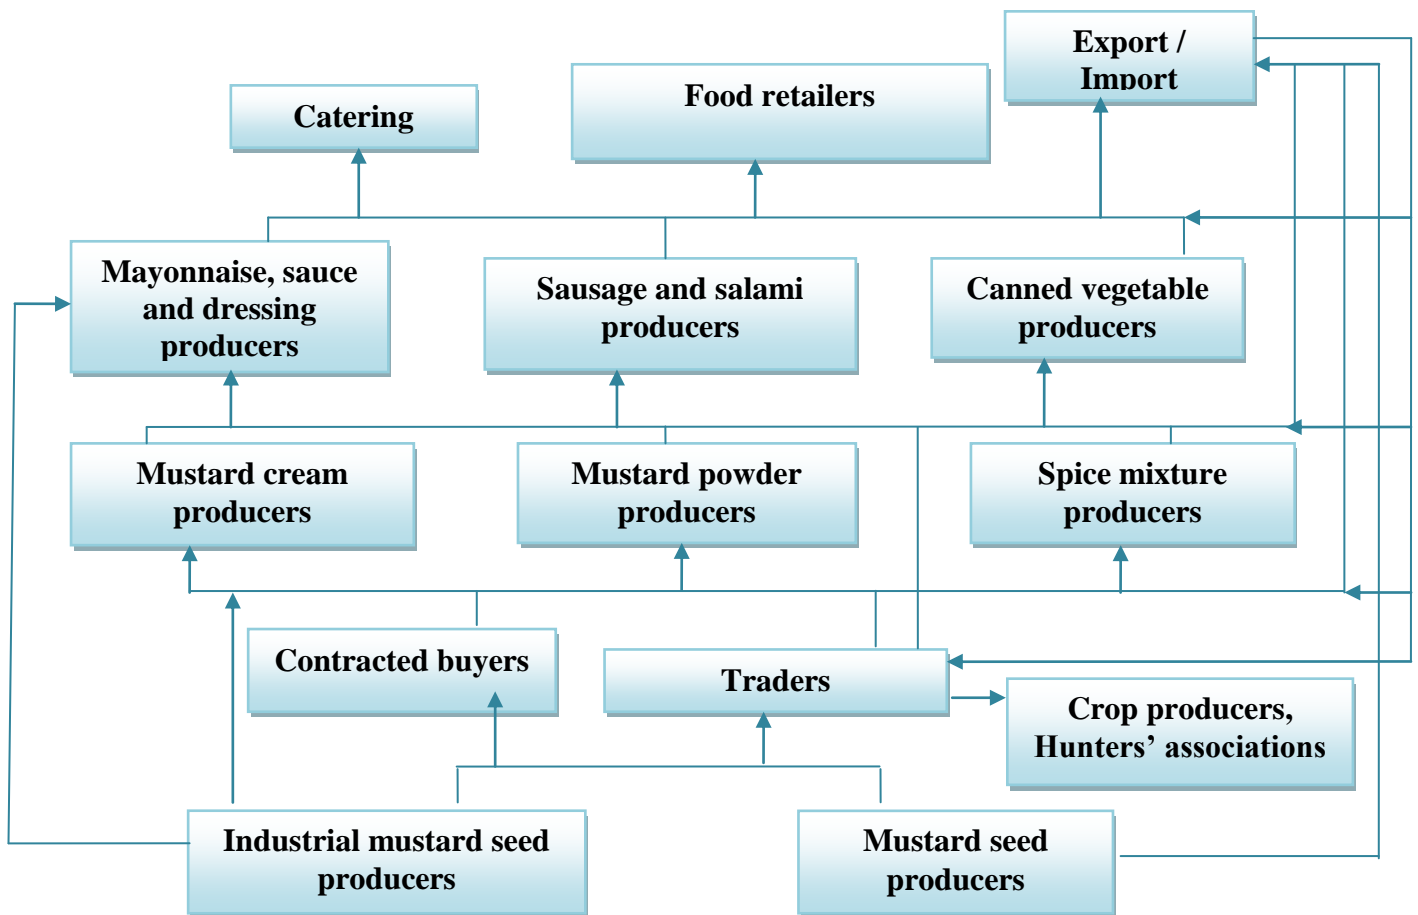 Export /
Import
Food retailers
Catering
Mayonnaise, sauce
and dressing
producers
Sausage and salami
producers
Canned vegetable
producers
Mustard cream
producers
Mustard powder
producers
Spice mixture
producers
Contracted buyers
Traders
Crop producers,
Hunters’ associations
Industrial mustard seed
producers
Mustard seed
producers